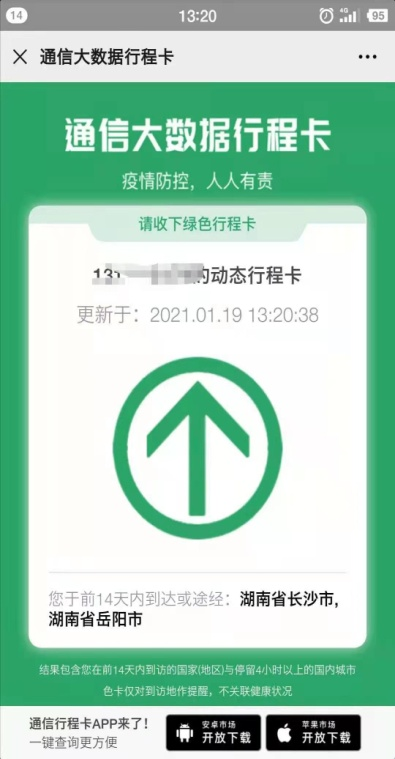 14
13:20
4G
95
通信大数据行程卡
通信大数据行程卡
疫情防控，人人有责
请收下绿色行程卡
的动态行程卡
更新于：2021.01.19 13:20:38
您于前14天内到达或途经：湖南省长沙市，
湖南省岳阳市
结果包含您在前14天内到访的国家(地区)与停留4小时以上的国内城市
色卡仅对到访地作提醒，不关联健康状况
通信行程卡APP来了！
一键查询更方便
安卓市场
开放下载
苹果市场
开放下载